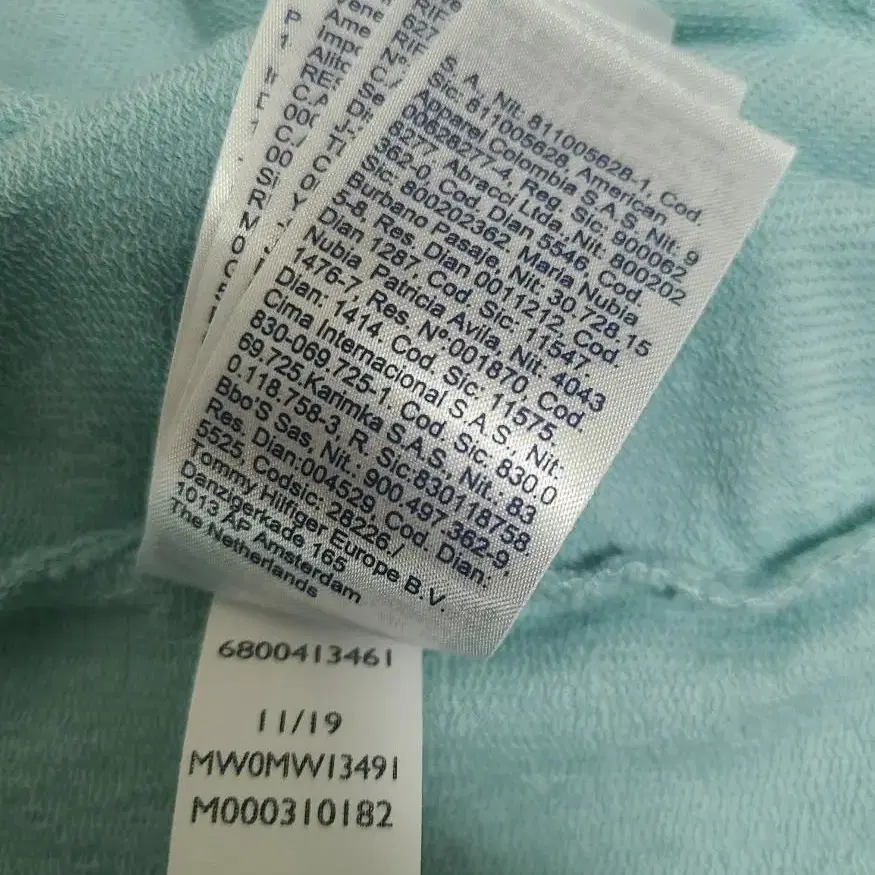 S. A., Nit: 811005628-1, Cod.
Sic: 811005628, American
Apparel Colombia S.A.S. Nit: 9
00628277-4, Reg. Sic: 900062
8277, Abracci Ltda, Nit: 800202
362-0, Cod. Dian 5546, Cod.
Sic: 800202362, Maria Nubia
Burbano Pasaje, Nit: 30.728.15
5-8, Res. Dian 0011212, Cod.
Dian 1287, Cod. Sic: 11547.
Nubia Patricia Avila, Nit: 4043
1476-7, Res. Nº:001870, Cod.
Dian: 1414. Cod. Sic: 11575.
Cima Internacional S.A.S., Nit:
830-069.725-1. Cod. Sic: 830.0
69.725.Karimka S.A.S, Nit.: 83
0.118.758-3, R. Sic:830118758
Bbo'S Sas, Nit.: 900.497.362-9,
Res, Dian:004529, Cod. Dian:
5525, Codsic: 28226./
Tommy Hilfiger Europe B.V.
Danzigerkade 165
1013 AP Amsterdam
The Netherlands
6800413461
11/19
MW0MW13491
M000310182